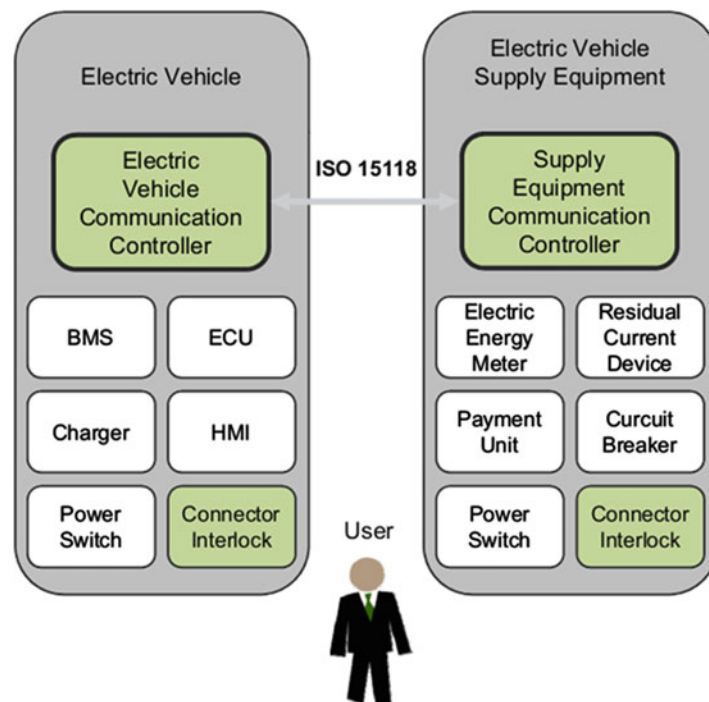 Electric Vehicle
Electric
Vehicle
Communication
Controller
BMS
ECU
Charger
HMI
Power
Switch
Connector
Interlock
ISO 15118
User
Electric Vehicle
Supply Equipment
Supply
Equipment
Communication
Controller
Electric
Energy
Meter
Residual
Current
Device
Payment
Unit
Curcuit
Breaker
Power
Switch
Connector
Interlock